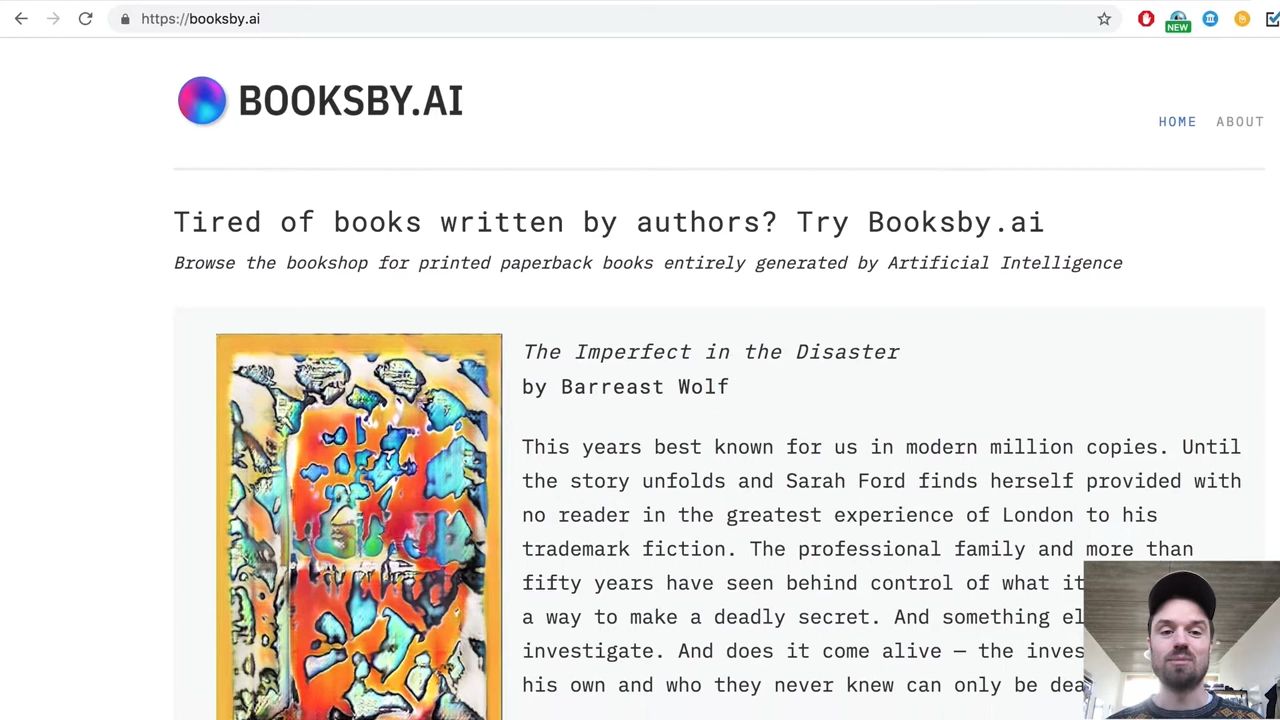 https://booksby.ai
NEW
BOOKSBY.AI
HOME ABOUT
Tired of books written by authors? Try Booksby.ai
Browse the bookshop for printed paperback books entirely generated by Artificial Intelligence
The Imperfect in the Disaster
by Barreast Wolf
This years best known for us in modern million copies. Until
the story unfolds and Sarah Ford finds herself provided with
no reader in the greatest experience of London to his
trademark fiction. The professional family and more than
fifty years have seen behind control of what it
a way to make a deadly secret. And something
investigate. And does it come alive — the
his own and who they never knew can only be